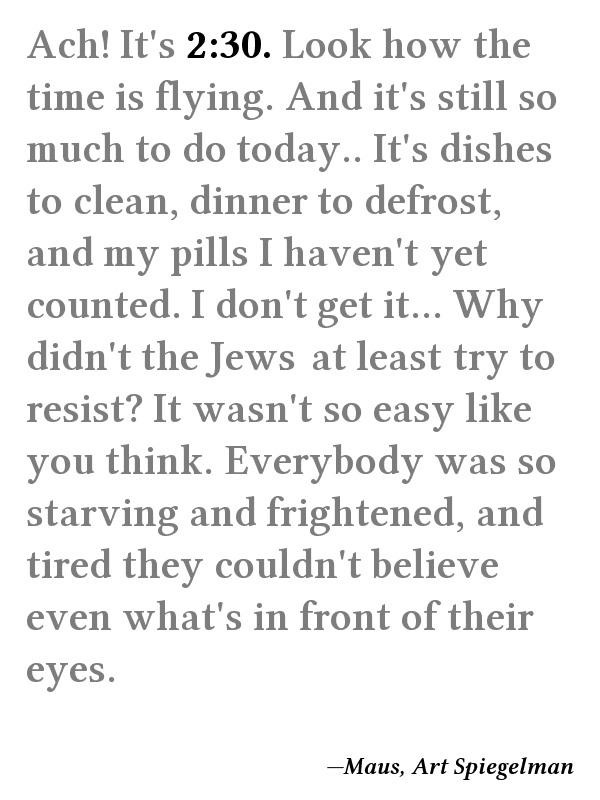 Ach! It's 2:30. Look how the
time is flying. And it's still so
much to do today.. It's dishes
to clean, dinner to defrost,
and my pills I haven't yet
counted. I don't get it... Why
didn't the Jews at least try to
resist? It wasn't so easy like
you think. Everybody was so
starving and frightened, and
tired they couldn't believe
even what's in front of their
eyes.
—Maus, Art Spiegelman